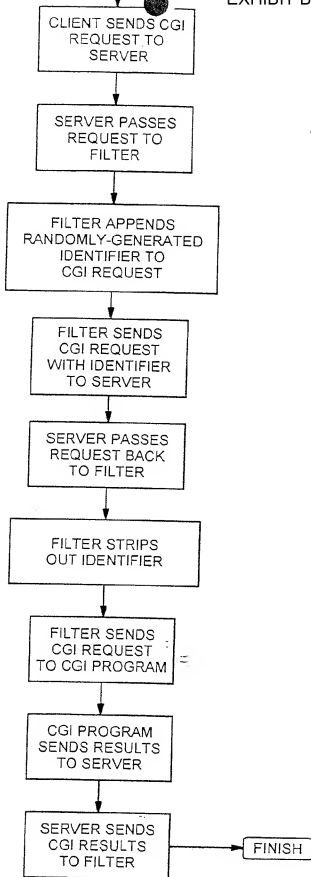 EXHIBIT B
CLIENT SENDS CGI
REQUEST TO
SERVER
SERVER PASSES
REQUEST TO
FILTER
FILTER APPENDS
RANDOMLY-GENERATED
IDENTIFIER TO
CGI REQUEST
FILTER SENDS
CGI REQUEST
WITH IDENTIFIER
TO SERVER
SERVER PASSES
REQUEST BACK
TO FILTER
FILTER STRIPS
OUT IDENTIFIER
FILTER SENDS
CGI REQUEST
TO CGI PROGRAM
CGI PROGRAM
SENDS RESULTS
TO SERVER
SERVER SENDS
CGI RESULTS
TO FILTER
FINISH